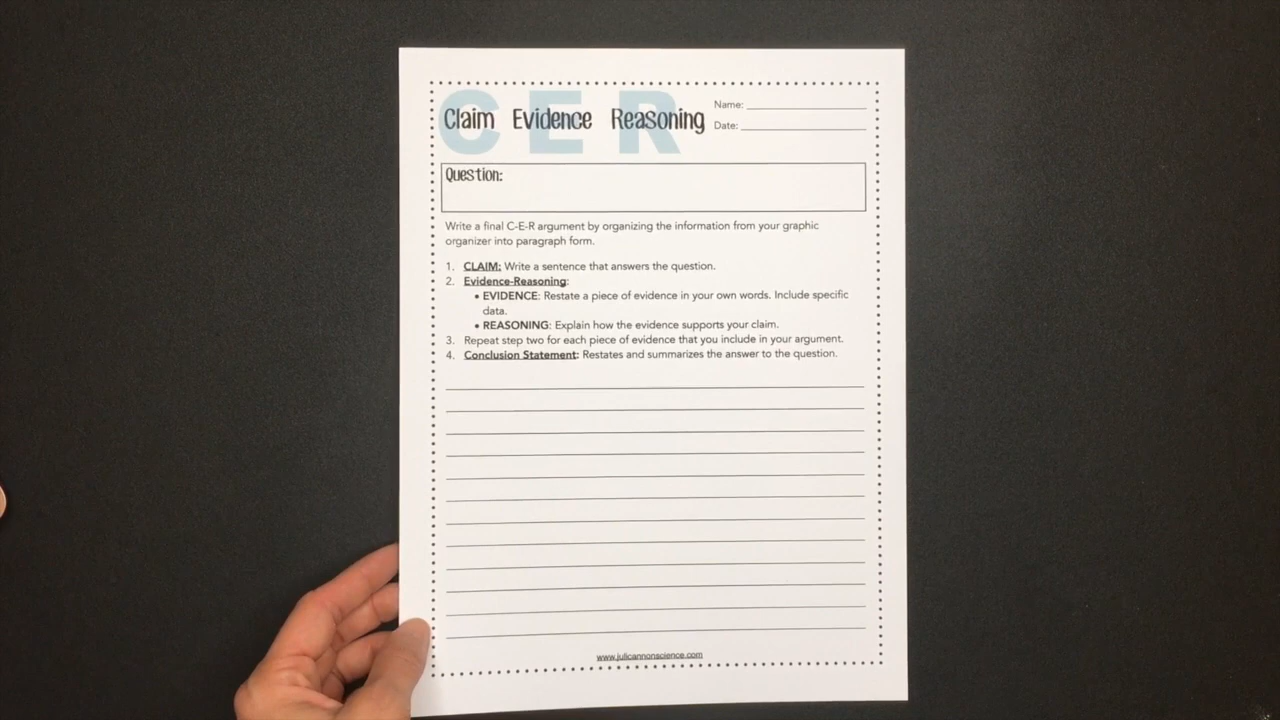 C E R
Claim Evidence Reasoning
Name:
Date:
Question:
Write a final C-E-R argument by organizing the information from your graphic
organizer into paragraph form.
1. CLAIM: Write a sentence that answers the question.
2. Evidence-Reasoning:
• EVIDENCE: Restate a piece of evidence in your own words. Include specific
data.
• REASONING: Explain how the evidence supports your claim.
3. Repeat step two for each piece of evidence that you include in your argument.
4. Conclusion Statement: Restates and summarizes the answer to the question.
www.julicannonscience.com